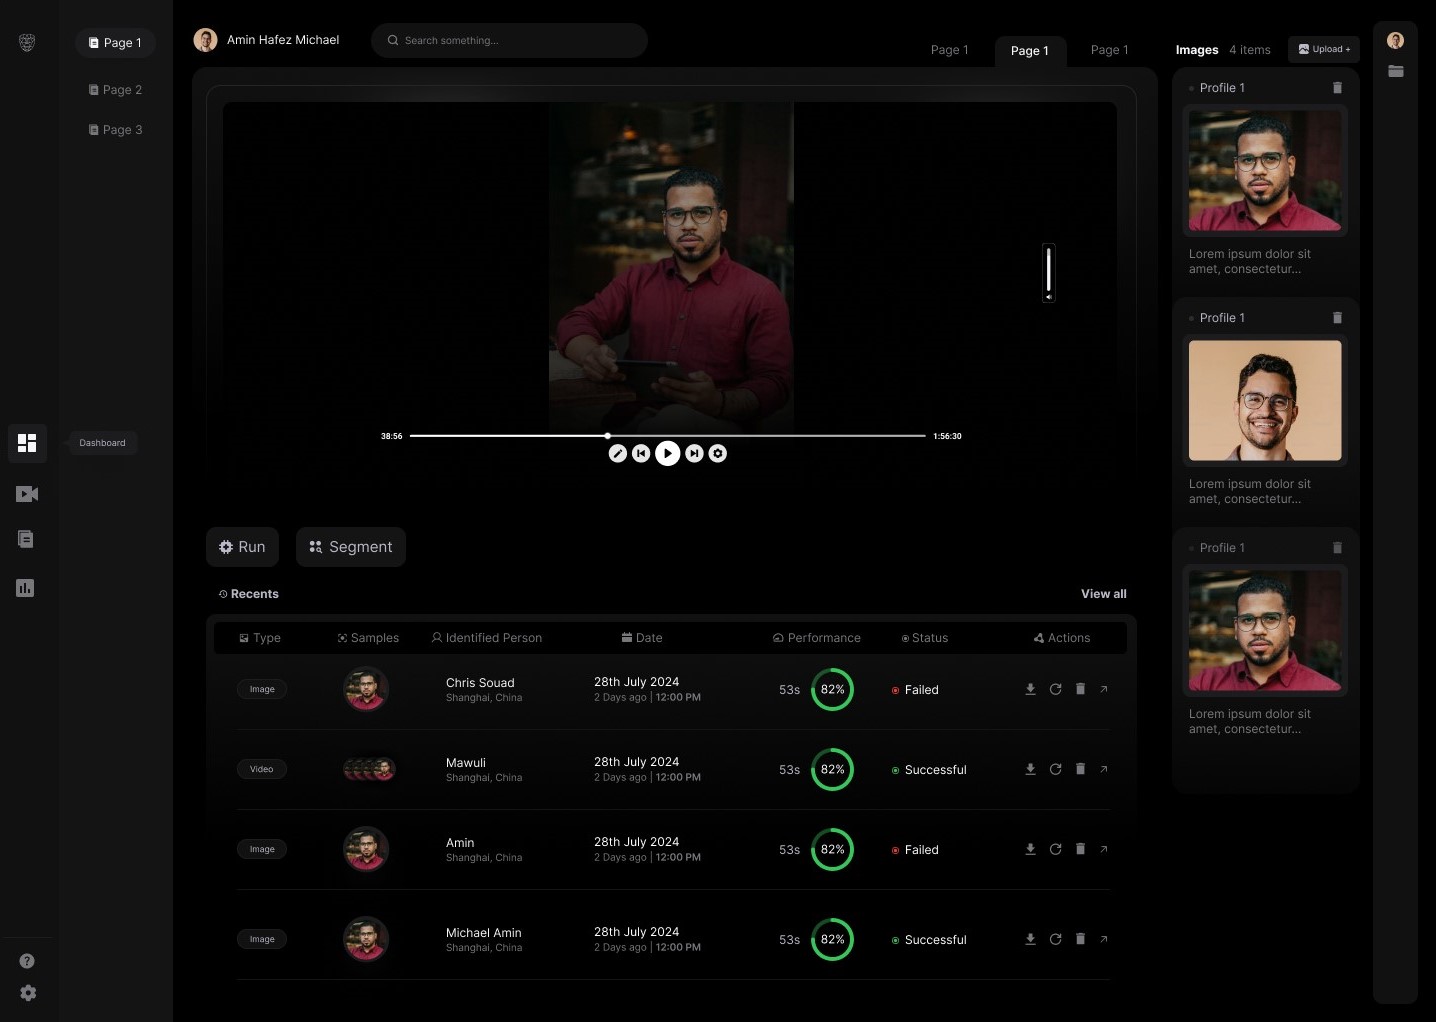 Page 1
Page 2
Page 3
Dashboard
Amin Hafez Michael
Search something...
Page 1
Page 1
Page 1
38:56
1:56:30
Run
Segment
Recents
View all
Type
Samples
Identified Person
Date
Performance
Status
Actions
Image
Chris Souad
Shanghai, China
28th July 2024
2 Days ago | 12:00 PM
53s
82%
Failed
Video
Mawuli
Shanghai, China
28th July 2024
2 Days ago | 12:00 PM
53s
82%
Successful
Image
Amin
Shanghai, China
28th July 2024
2 Days ago | 12:00 PM
53s
82%
Failed
Image
Michael Amin
Shanghai, China
28th July 2024
2 Days ago | 12:00 PM
53s
82%
Successful
Images
4 items
Upload +
Profile 1
Lorem ipsum dolor sit
amet, consectetur...
Profile 1
Lorem ipsum dolor sit
amet, consectetur...
Profile 1
Lorem ipsum dolor sit
amet, consectetur...